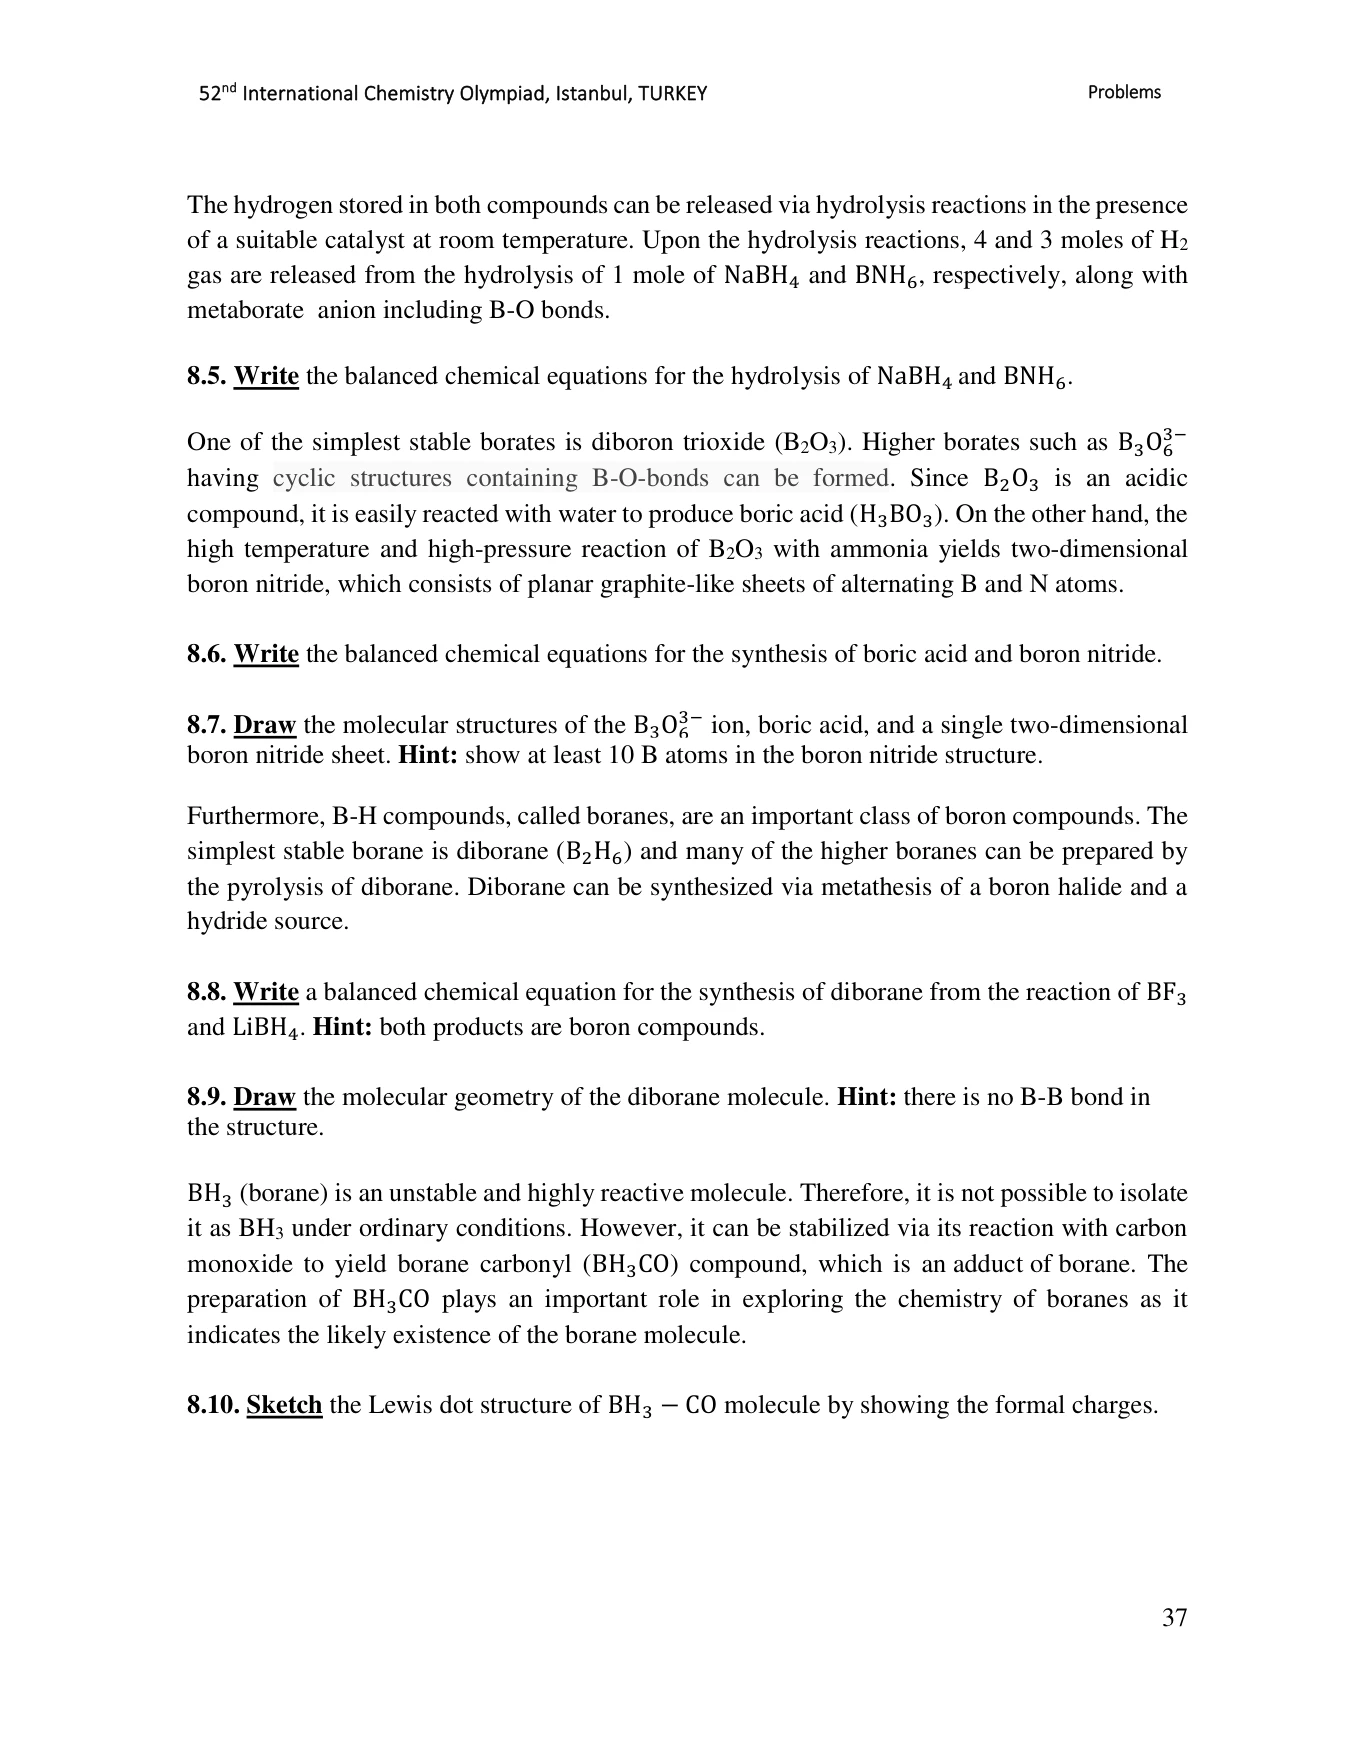 52nd International Chemistry Olympiad, Istanbul, TURKEY Problems
The hydrogen stored in both compounds can be released via hydrolysis reactions in the presence
of a suitable catalyst at room temperature. Upon the hydrolysis reactions, 4 and 3 moles of H2
gas are released from the hydrolysis of 1 mole of NaBH₄ and BNH₆, respectively, along with
metaborate anion including B-O bonds.
8.5. Write the balanced chemical equations for the hydrolysis of NaBH₄ and BNH₆.
One of the simplest stable borates is diboron trioxide (B2O3). Higher borates such as B₃O₆³⁻
having cyclic structures containing B-O-bonds can be formed. Since B₂O₃ is an acidic
compound, it is easily reacted with water to produce boric acid (H₃BO₃). On the other hand, the
high temperature and high-pressure reaction of B2O3 with ammonia yields two-dimensional
boron nitride, which consists of planar graphite-like sheets of alternating B and N atoms.
8.6. Write the balanced chemical equations for the synthesis of boric acid and boron nitride.
8.7. Draw the molecular structures of the B₃O₆³⁻ ion, boric acid, and a single two-dimensional
boron nitride sheet. Hint: show at least 10 B atoms in the boron nitride structure.
Furthermore, B-H compounds, called boranes, are an important class of boron compounds. The
simplest stable borane is diborane (B₂H₆) and many of the higher boranes can be prepared by
the pyrolysis of diborane. Diborane can be synthesized via metathesis of a boron halide and a
hydride source.
8.8. Write a balanced chemical equation for the synthesis of diborane from the reaction of BF₃
and LiBH₄. Hint: both products are boron compounds.
8.9. Draw the molecular geometry of the diborane molecule. Hint: there is no B-B bond in
the structure.
BH₃ (borane) is an unstable and highly reactive molecule. Therefore, it is not possible to isolate
it as BH3 under ordinary conditions. However, it can be stabilized via its reaction with carbon
monoxide to yield borane carbonyl (BH₃CO) compound, which is an adduct of borane. The
preparation of BH₃CO plays an important role in exploring the chemistry of boranes as it
indicates the likely existence of the borane molecule.
8.10. Sketch the Lewis dot structure of BH₃ − CO molecule by showing the formal charges.
37